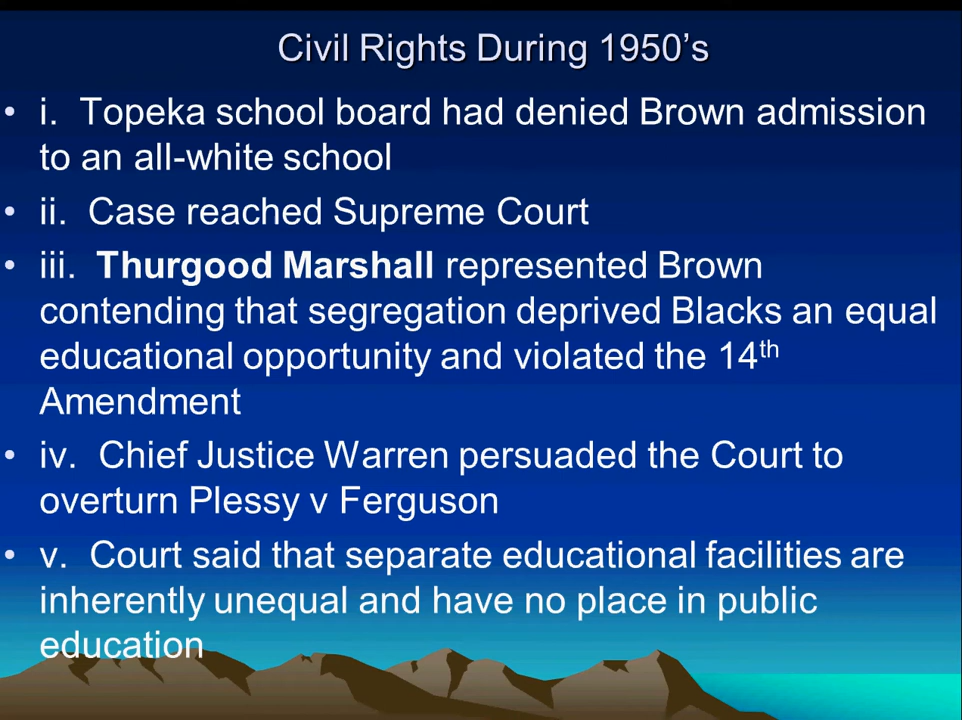 Civil Rights During 1950’s
• i.  Topeka school board had denied Brown admission
to an all-white school
• ii.  Case reached Supreme Court
• iii.  Thurgood Marshall represented Brown
contending that segregation deprived Blacks an equal
educational opportunity and violated the 14th
Amendment
• iv.  Chief Justice Warren persuaded the Court to
overturn Plessy v Ferguson
• v.  Court said that separate educational facilities are
inherently unequal and have no place in public
education